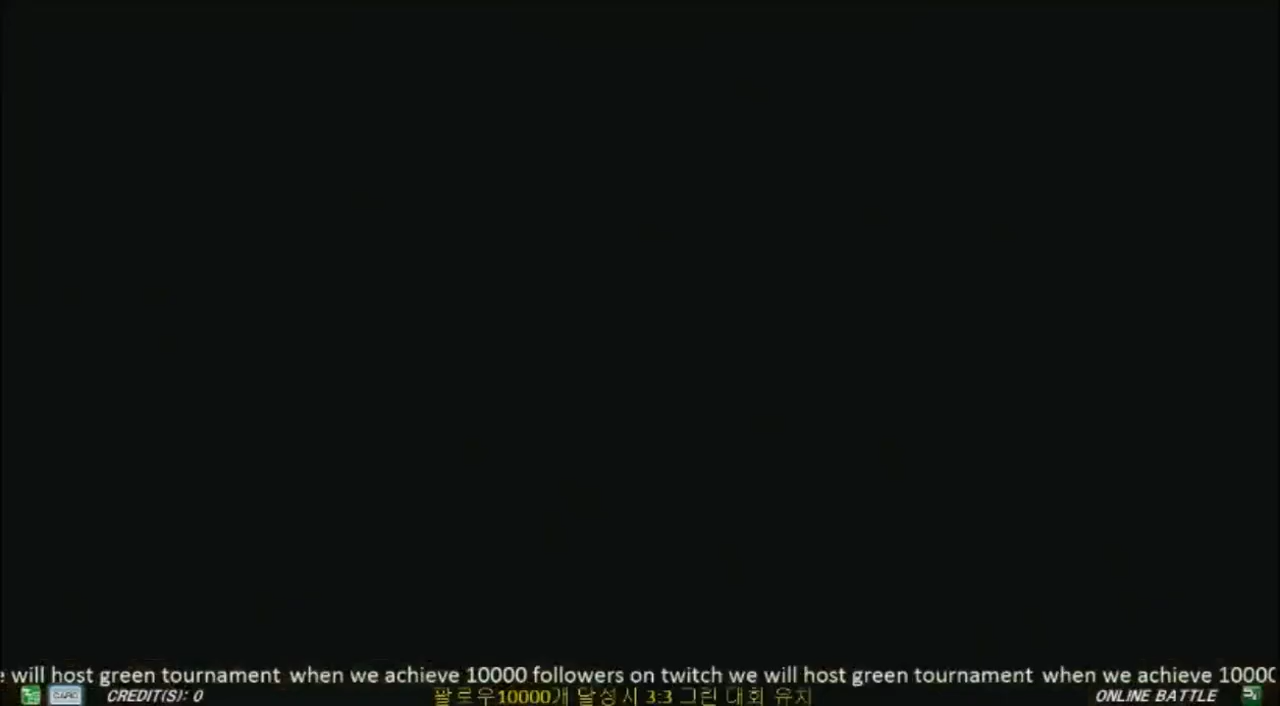 will host green tournament when we achieve 10000 followers on twitch we will host green tournament when we achieve 1000
CARD CREDIT(S): 0 팔로우10000개 달성시 3:3 그린 대회 유치 ONLINE BATTLE